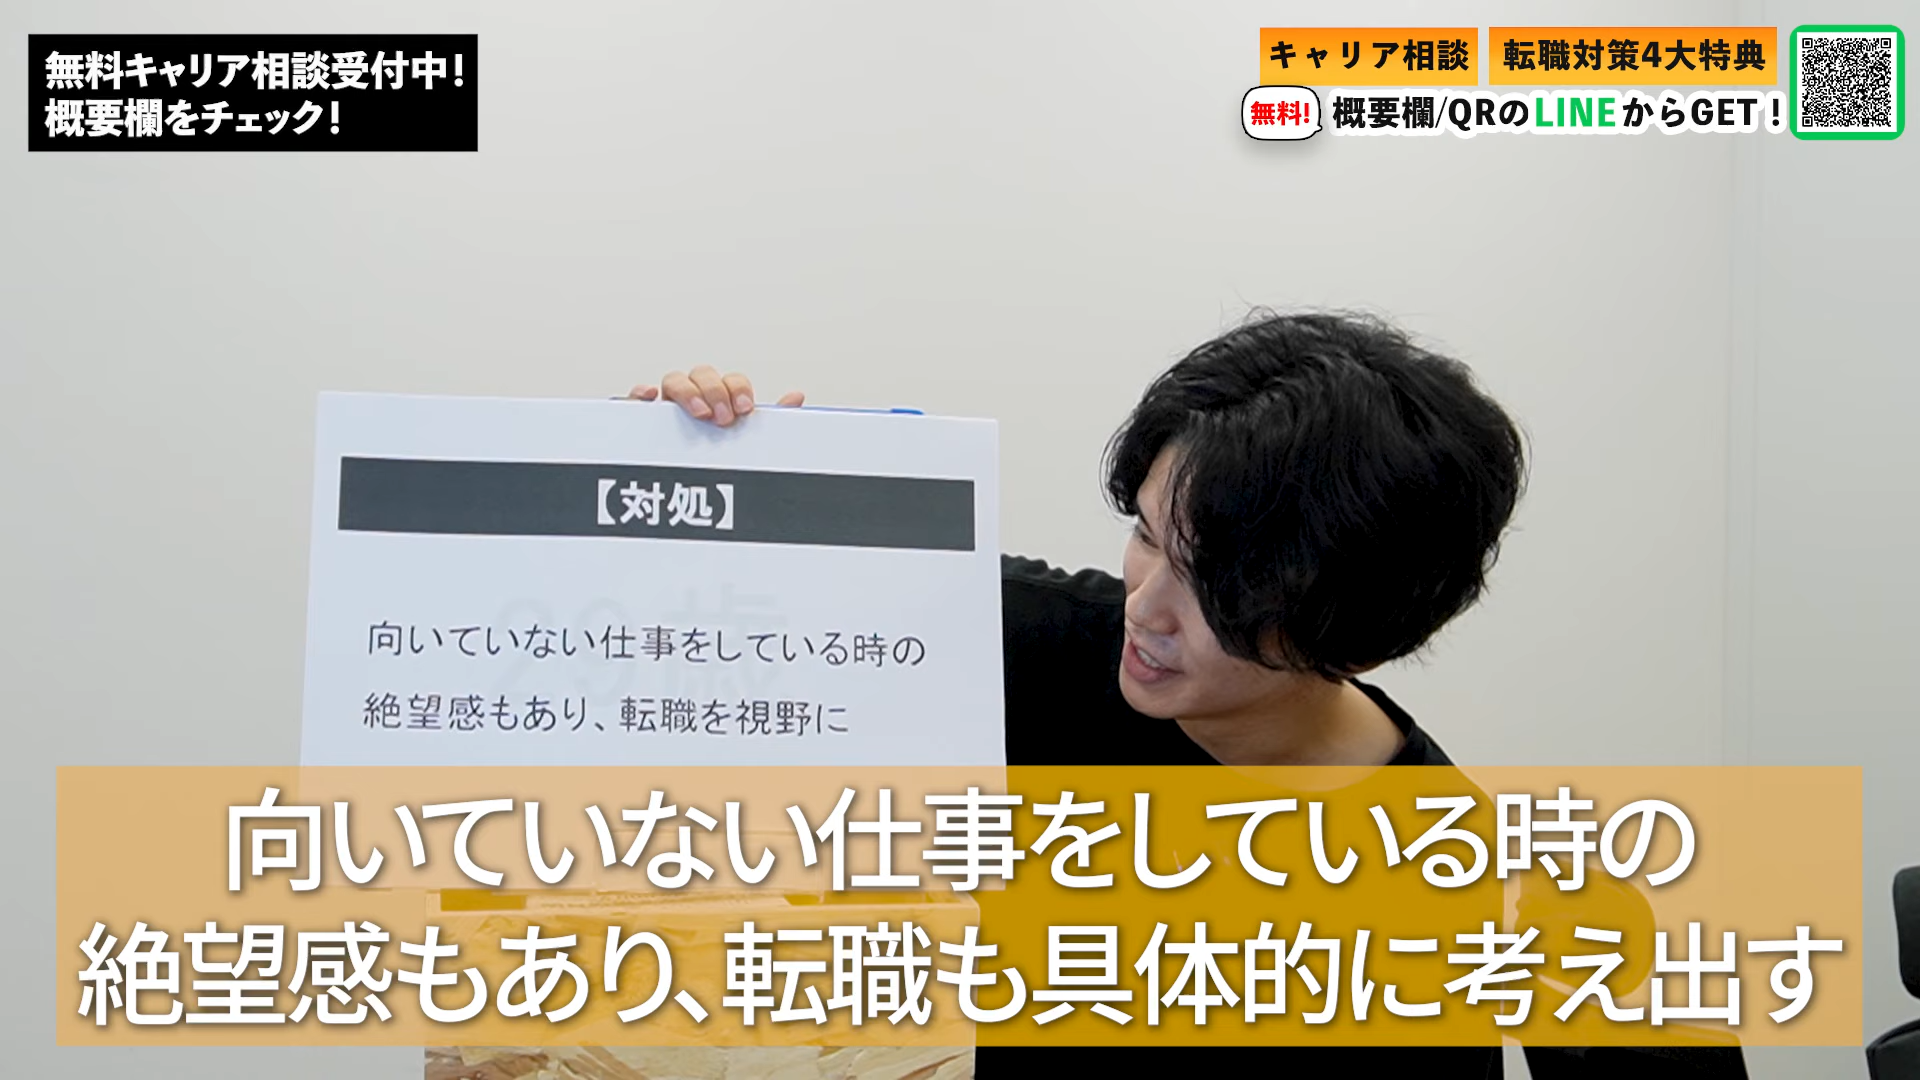 無料キャリア相談受付中!
概要欄をチェック!
キャリア相談 転職対策4大特典
無料! 概要欄/QRのLINEからGET!
【対処】
29歳
向いていない仕事をしている時の
絶望感もあり、転職を視野に
向いていない仕事をしている時の
絶望感もあり、転職も具体的に考え出す